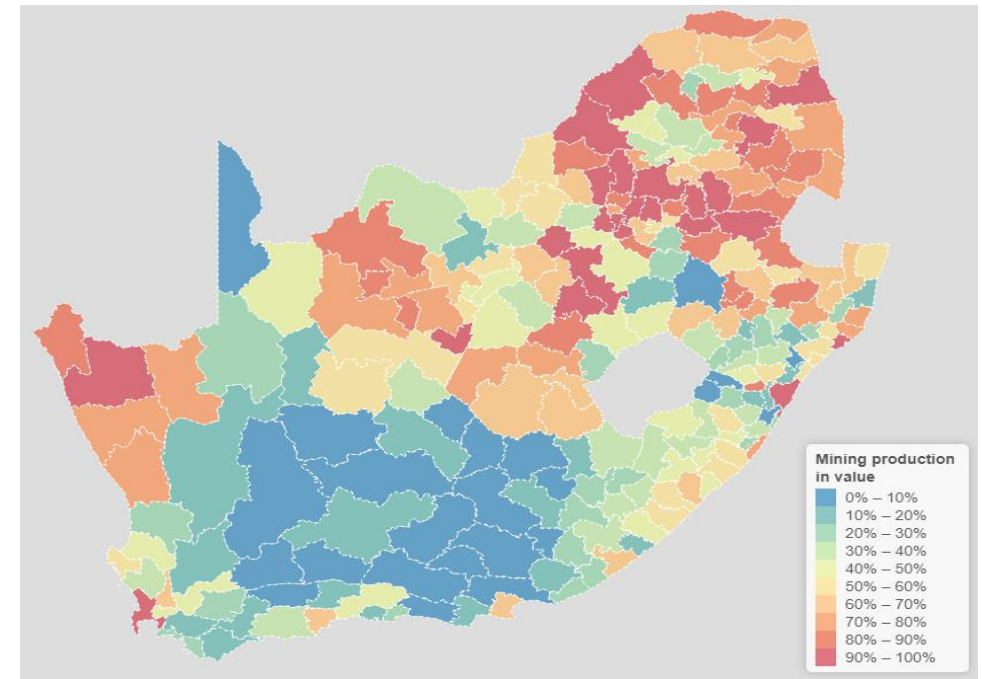 Mining production
in value
0% – 10%
10% – 20%
20% – 30%
30% – 40%
40% – 50%
50% – 60%
60% – 70%
70% – 80%
80% – 90%
90% – 100%